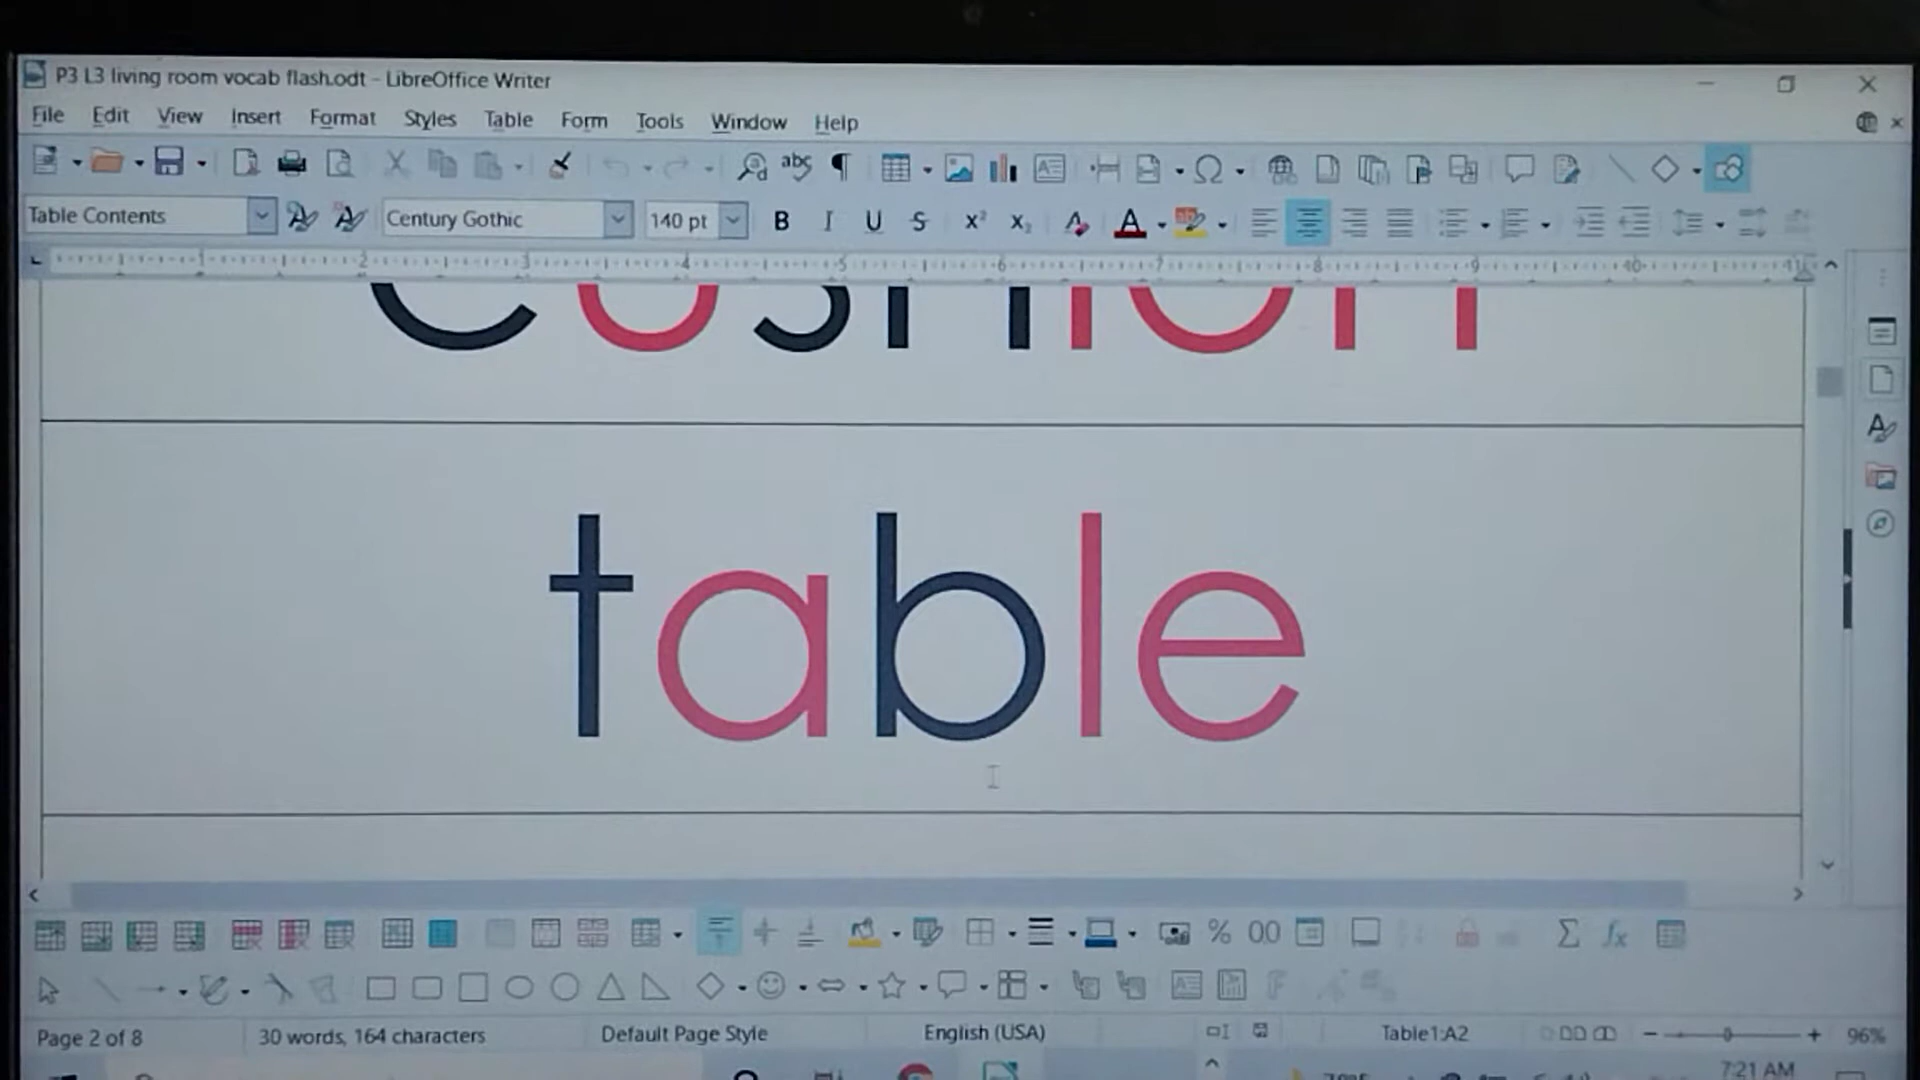 P3 L3 living room vocab flash.odt - LibreOffice Writer
File Edit View Insert Format Styles Table Form Tools Window Help
Table Contents Century Gothic 140 pt
cushion
table
Page 2 of 8 30 words, 164 characters Default Page Style English (USA) Table1:A2 96%
7:21 AM